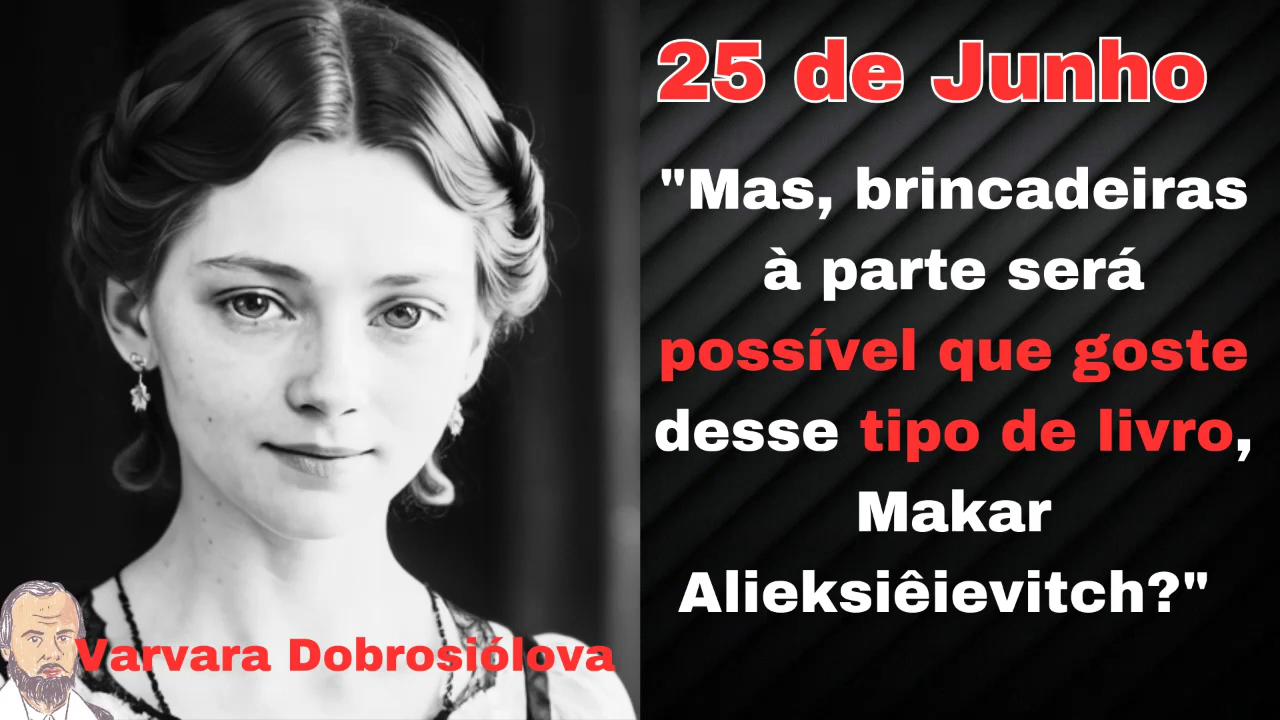 25 de Junho
"Mas, brincadeiras
à parte será
possível que goste
desse tipo de livro,
Makar
Alieksiêievitch?"
Varvara Dobrosiólova